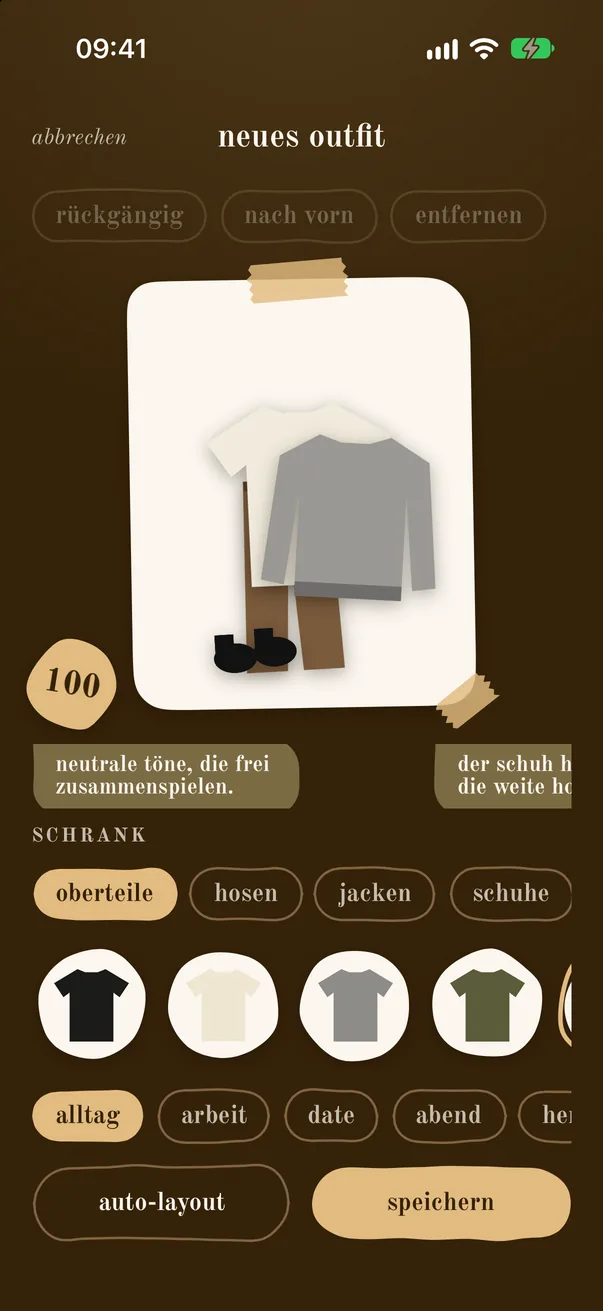 09:41
abbrechen
neues outfit
rückgängig
nach vorn
entfernen
100
neutrale töne, die frei
zusammenspielen.
der schuh h
die weite
SCHRANK
oberteile
hosen
jacken
schuhe
alltag
arbeit
date
abend
auto-layout
speichern